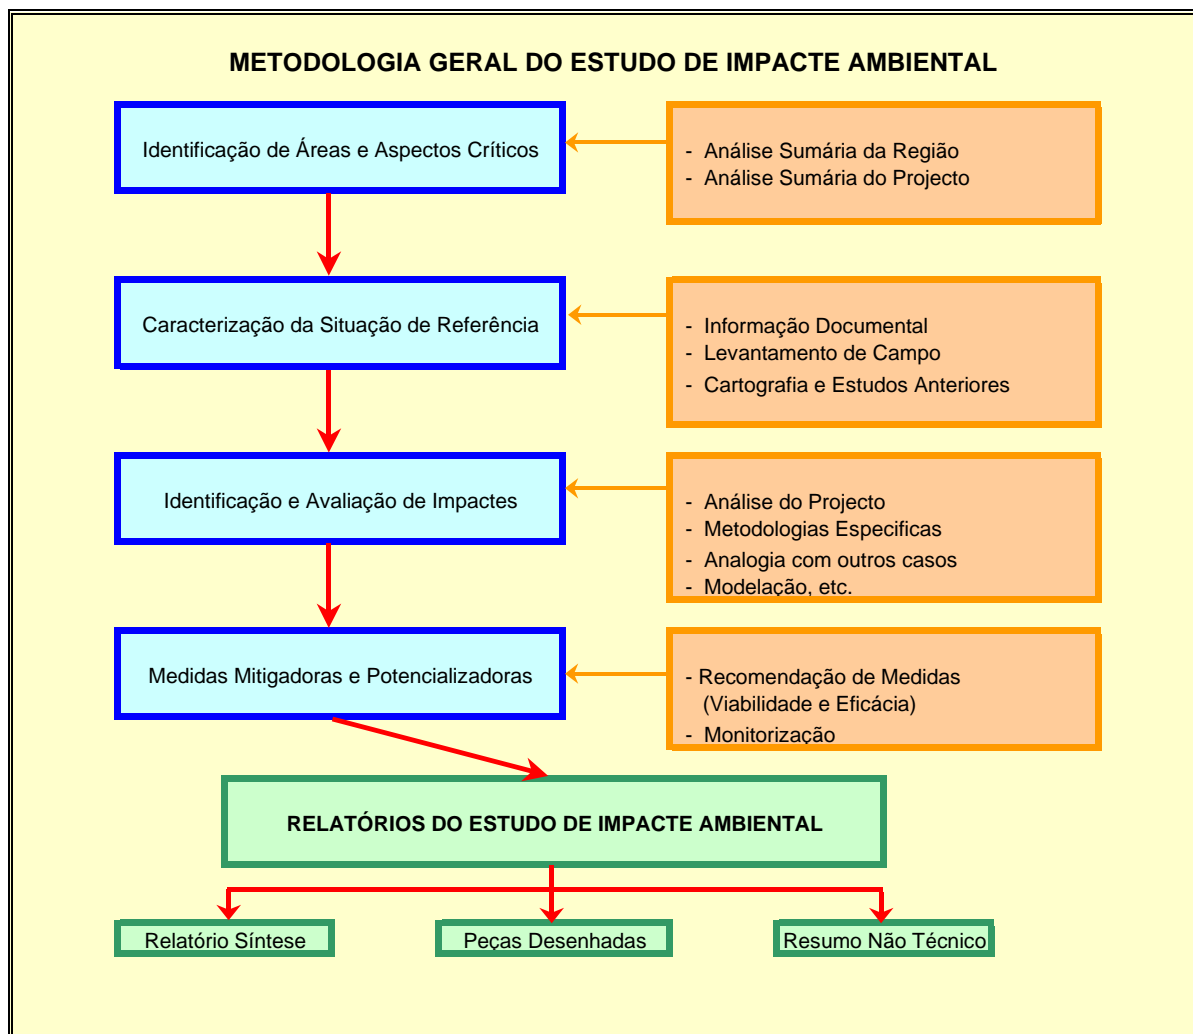 METODOLOGIA GERAL DO ESTUDO DE IMPACTE AMBIENTAL
Identificação de Áreas e Aspectos Críticos
- Análise Sumária da Região
- Análise Sumária do Projecto
Caracterização da Situação de Referência
- Informação Documental
- Levantamento de Campo
- Cartografia e Estudos Anteriores
Identificação e Avaliação de Impactes
- Análise do Projecto
- Metodologias Especificas
- Analogia com outros casos
- Modelação, etc.
Medidas Mitigadoras e Potencializadoras
- Recomendação de Medidas
(Viabilidade e Eficácia)
- Monitorização
RELATÓRIOS DO ESTUDO DE IMPACTE AMBIENTAL
Relatório Síntese
Peças Desenhadas
Resumo Não Técnico